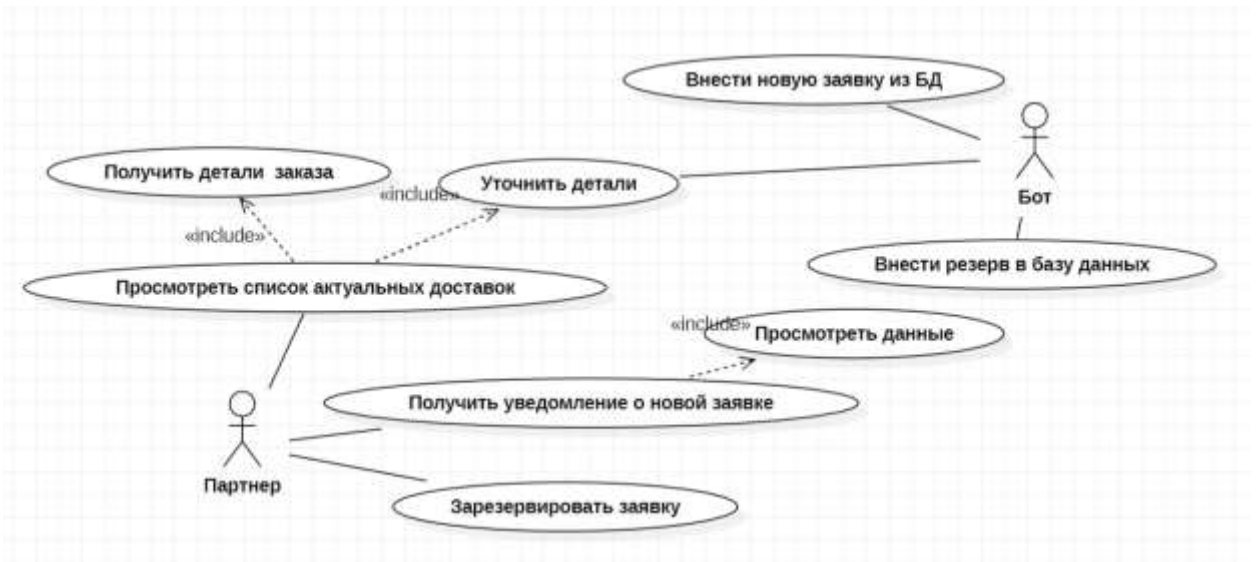 Внести новую заявку из БД
Получить детали заказа
«include»
Уточнить детали
Бот
«include»
Внести резерв в базу данных
Просмотреть список актуальных доставок
«include»
Просмотреть данные
Получить уведомление о новой заявке
Партнер
Зарезервировать заявку